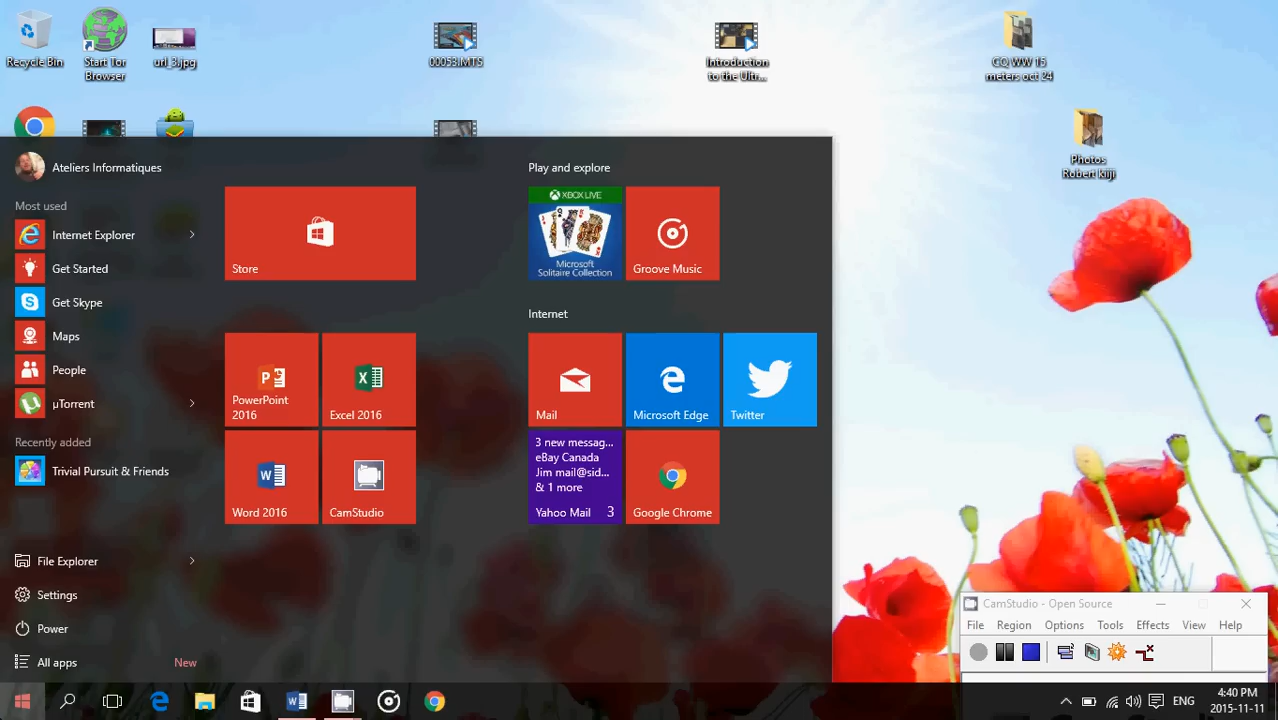 Recycle Bin
Start Tor
Browser
url_3.jpg
00053.MTS
Introduction
to the Ultr...
CQ WW 15
meters oct 24
Photos
Robert kijij
Ateliers Informatiques
Most used
Internet Explorer
Get Started
Get Skype
Maps
People
µTorrent
Recently added
Trivial Pursuit & Friends
File Explorer
Settings
Power
All apps
New
Store
PowerPoint
2016
Excel 2016
Word 2016
CamStudio
Play and explore
XBOX LIVE
Microsoft
Solitaire Collection
Groove Music
Internet
Mail
Microsoft Edge
Twitter
3 new messag...
eBay Canada
Jim mail@sid...
& 1 more
Yahoo Mail 3
Google Chrome
CamStudio - Open Source
File Region Options Tools Effects View Help
ENG
4:40 PM
2015-11-11